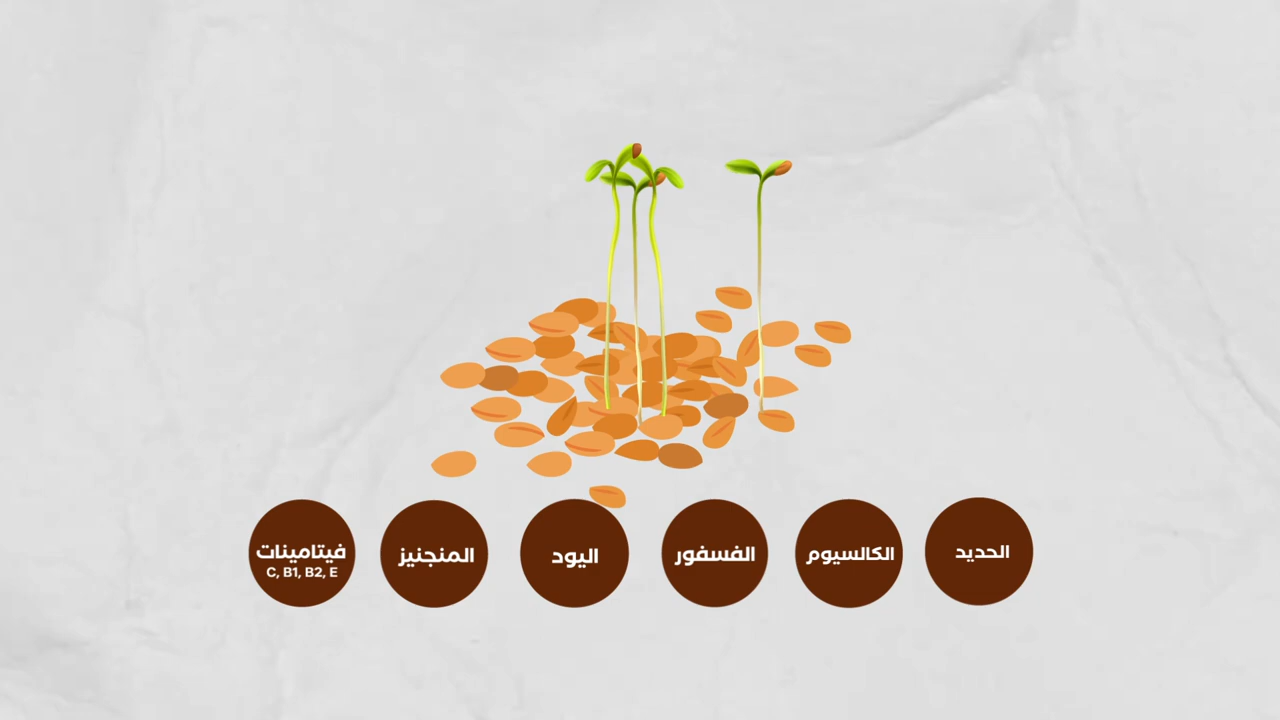 الحديد
الكالسيوم
الفسفور
اليود
المنجنيز
فيتامينات
C, B1, B2, E